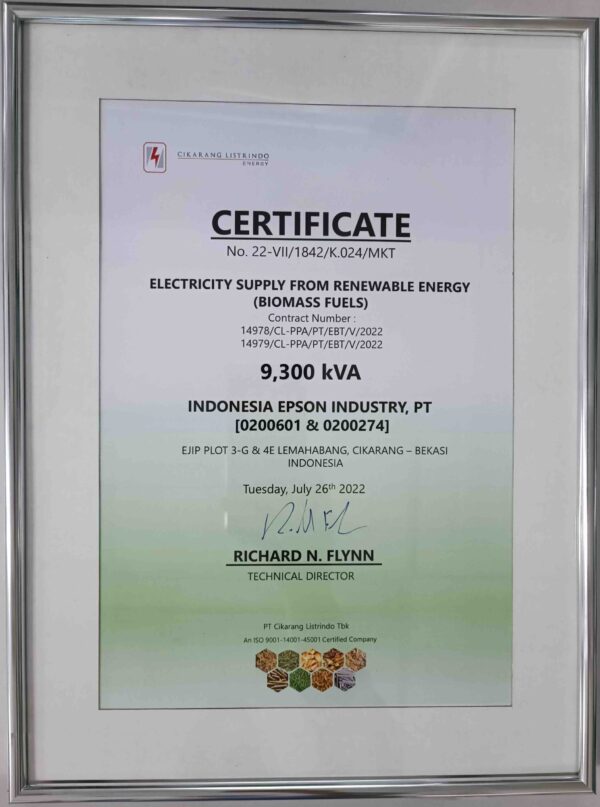 CIKARANG LISTRINDO
ENERGY
CERTIFICATE
No. 22-VII/1842/K.024/MKT
ELECTRICITY SUPPLY FROM RENEWABLE ENERGY
(BIOMASS FUELS)
Contract Number :
14978/CL-PPA/PT/EBT/V/2022
14979/CL-PPA/PT/EBT/V/2022
9,300 kVA
INDONESIA EPSON INDUSTRY, PT
[0200601 & 0200274]
EJIP PLOT 3-G & 4E LEMAHABANG, CIKARANG – BEKASI
INDONESIA
Tuesday, July 26th 2022
RICHARD N. FLYNN
TECHNICAL DIRECTOR
PT Cikarang Listrindo Tbk
An ISO 9001-14001-45001 Certified Company